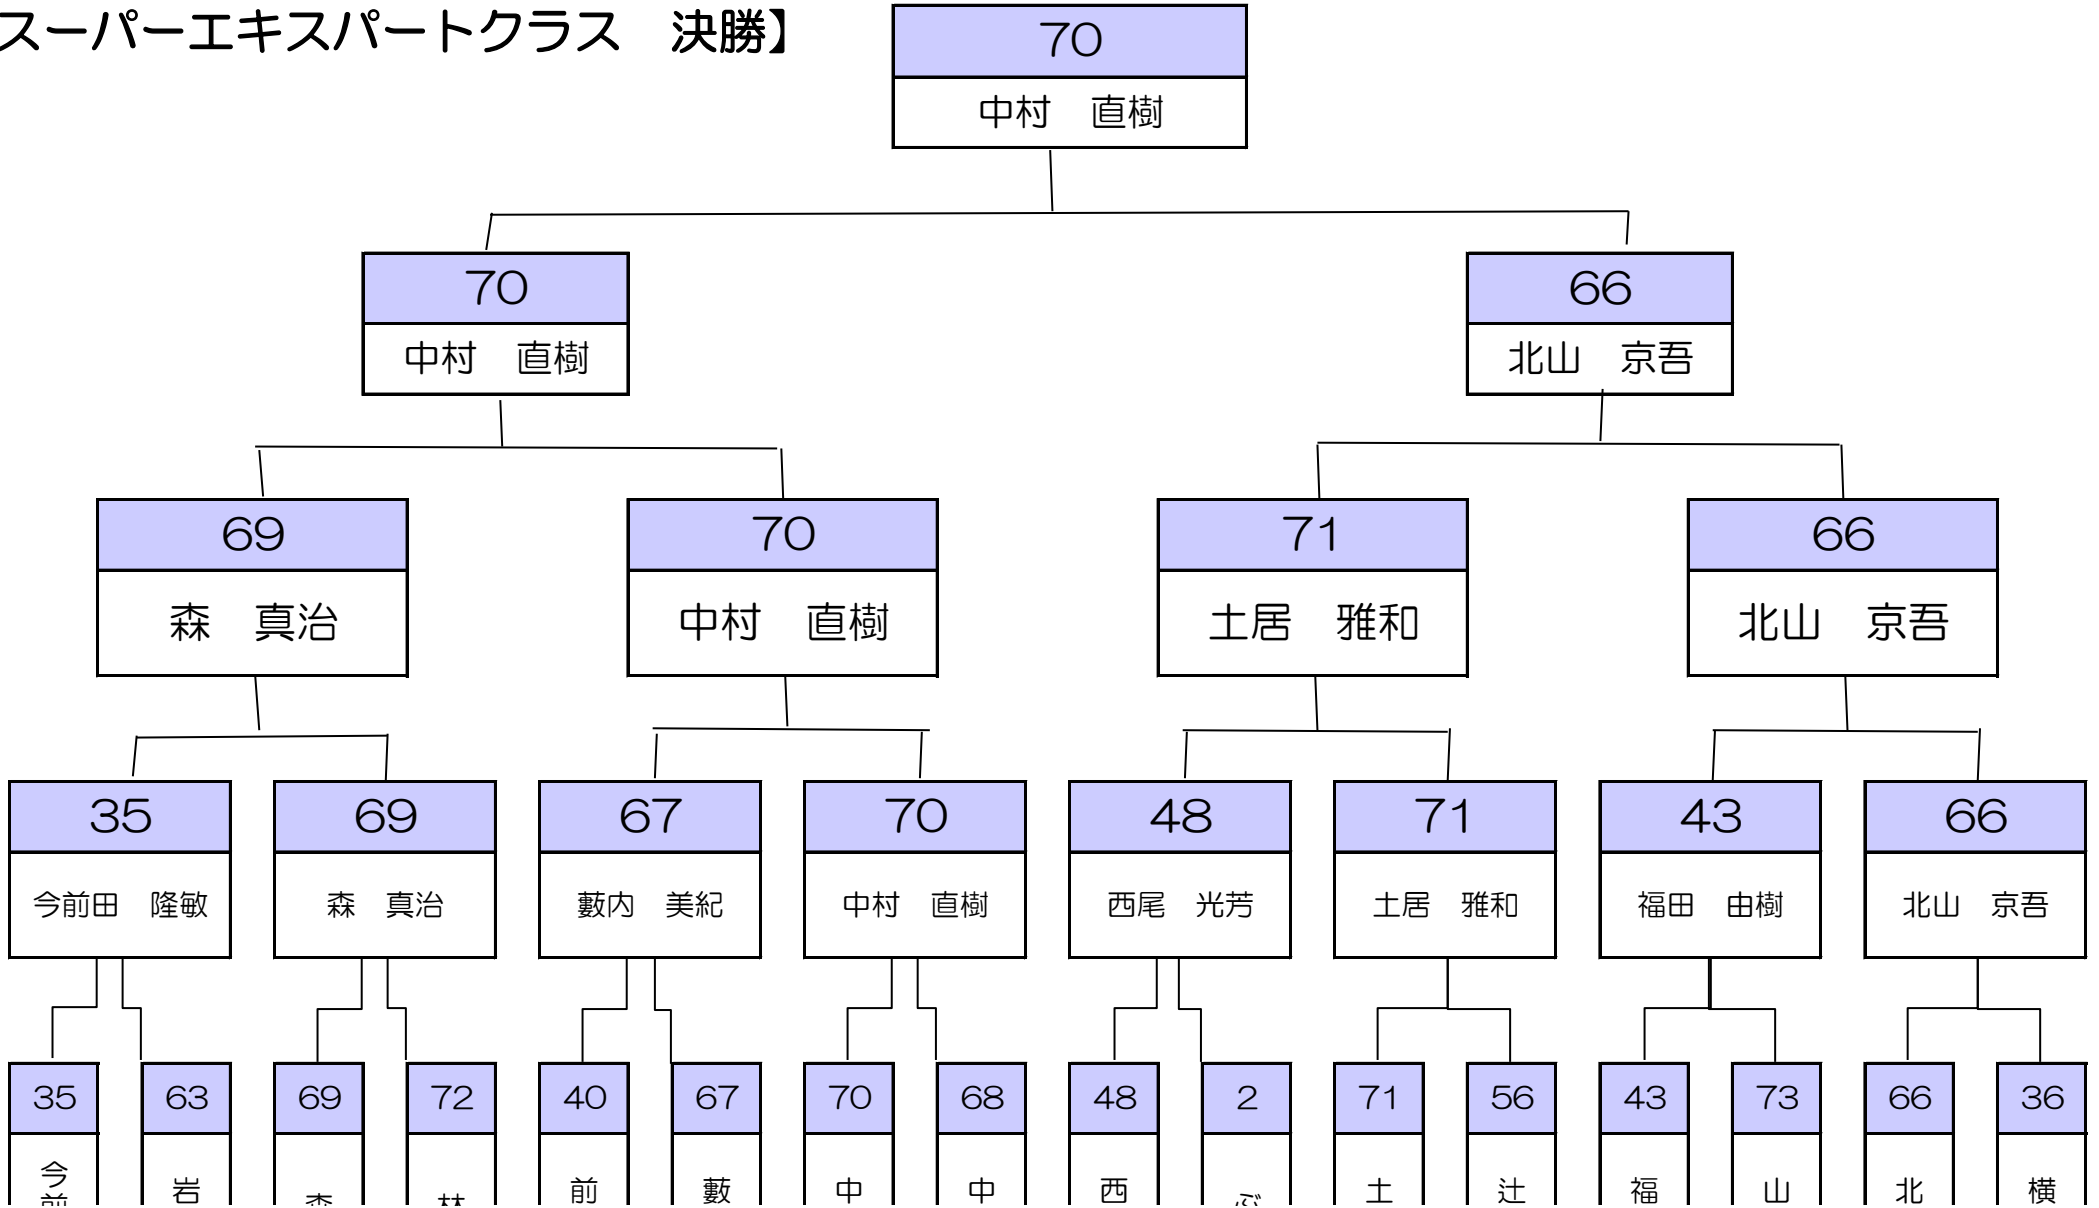 スーパーエキスパートクラス　決勝】
70
中村　直樹
70 66
中村　直樹 北山　京吾
69 70 71 66
森　真治 中村　直樹 土居　雅和 北山　京吾
35 69 67 70 48 71 43 66
今前田　隆敏 森　真治 藪内　美紀 中村　直樹 西尾　光芳 土居　雅和 福田　由樹 北山　京吾
35 63 69 72 40 67 70 68 48 2 71 56 43 73 66 36
今前 岩 森 林 前 藪 中 中 西 ぶ 土 辻 福 山 北 横